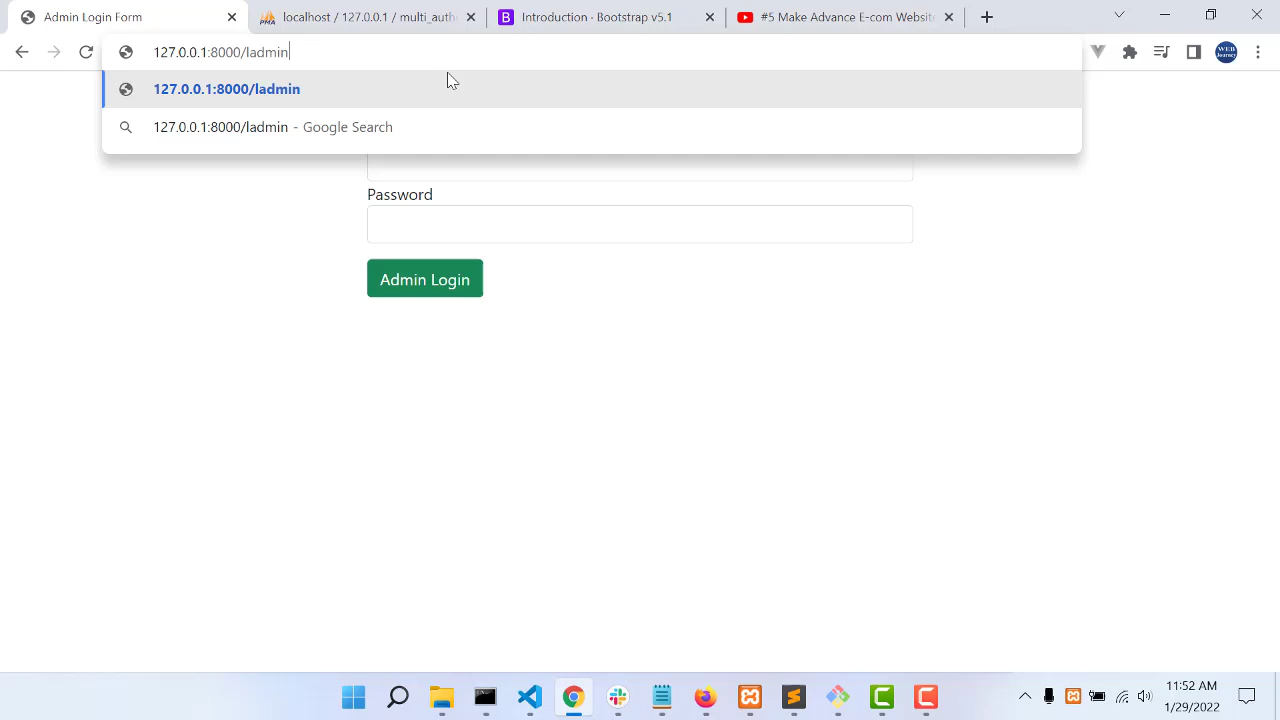 Admin Login Form
localhost / 127.0.0.1 / multi_auth
Introduction · Bootstrap v5.1
#5 Make Advance E-com Websi
127.0.0.1:8000/ladmin
127.0.0.1:8000/ladmin
127.0.0.1:8000/ladmin - Google Search
Password
Admin Login
11:52 AM
1/29/2022